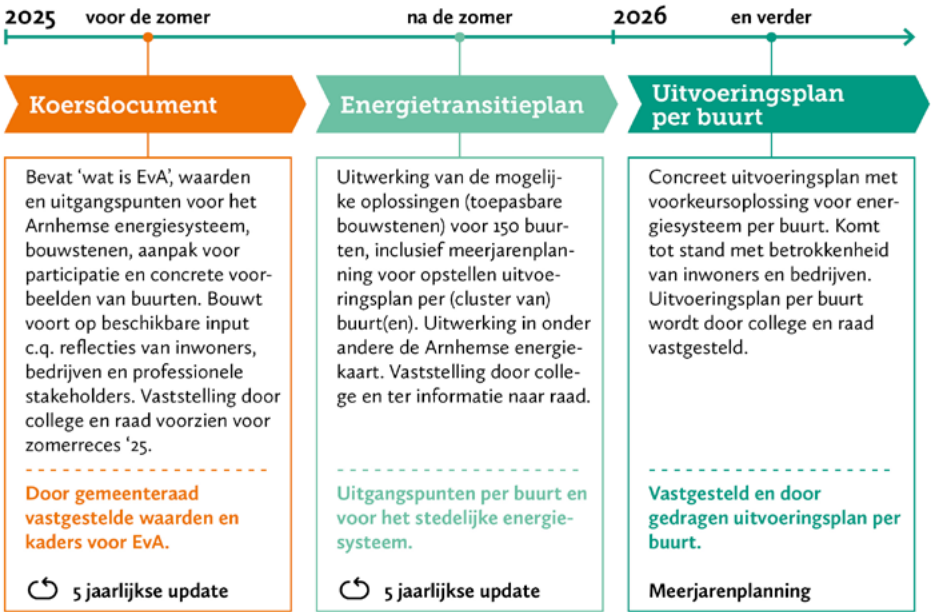 2025 voor de zomer na de zomer 2026 en verder
Koersdocument
Bevat ‘wat is EvA’, waarden
en uitgangspunten voor het
Arnhemse energiesysteem,
bouwstenen, aanpak voor
participatie en concrete voor-
beelden van buurten. Bouwt
voort op beschikbare input
c.q. reflecties van inwoners,
bedrijven en professionele
stakeholders. Vaststelling door
college en raad voorzien voor
zomerreces ‘25.
Door gemeenteraad
vastgestelde waarden en
kaders voor EvA.
5 jaarlijkse update
Energietransitieplan
Uitwerking van de mogelij-
ke oplossingen (toepasbare
bouwstenen) voor 150 buur-
ten, inclusief meerjarenplan-
ning voor opstellen uitvoe-
ringsplan per (cluster van)
buurt(en). Uitwerking in onder
andere de Arnhemse energie-
kaart. Vaststelling door colle-
ge en ter informatie naar raad.
Uitgangspunten per buurt en
voor het stedelijke energie-
systeem.
5 jaarlijkse update
Uitvoeringsplan
per buurt
Concreet uitvoeringsplan met
voorkeursoplossing voor ener-
giesysteem per buurt. Komt
tot stand met betrokkenheid
van inwoners en bedrijven.
Uitvoeringsplan per buurt
wordt door college en raad
vastgesteld.
Vastgesteld en door
gedragen uitvoeringsplan per
buurt.
Meerjarenplanning